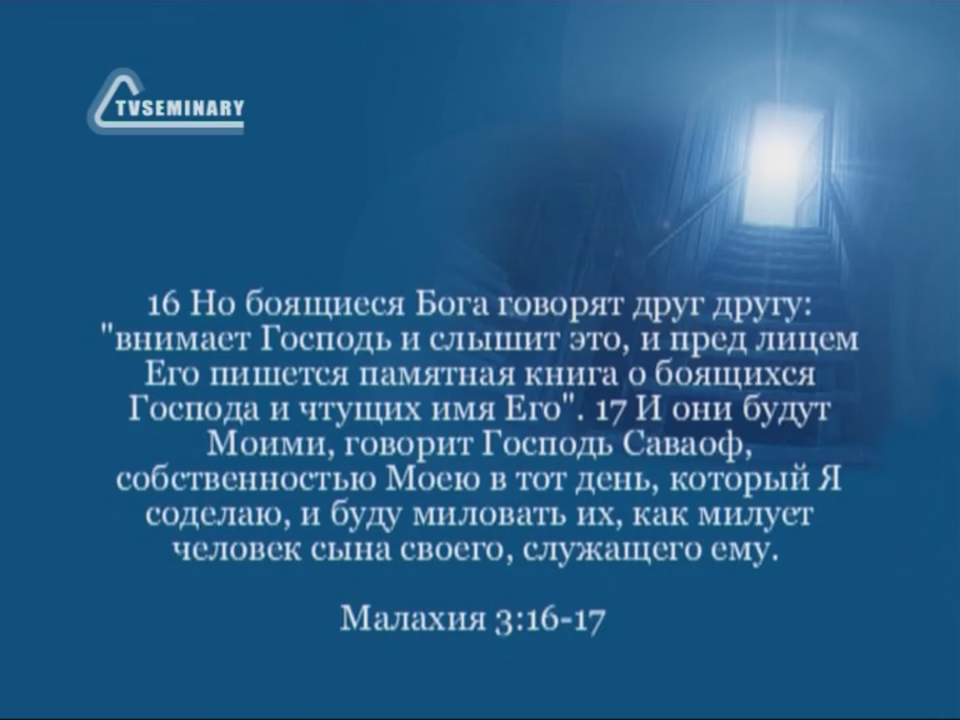 TVSEMINARY
16 Но боящиеся Бога говорят друг другу:
"внимает Господь и слышит это, и пред лицем
Его пишется памятная книга о боящихся
Господа и чтущих имя Его". 17 И они будут
Моими, говорит Господь Саваоф,
собственностью Моею в тот день, который Я
соделаю, и буду миловать их, как милует
человек сына своего, служащего ему.
Малахия 3:16-17